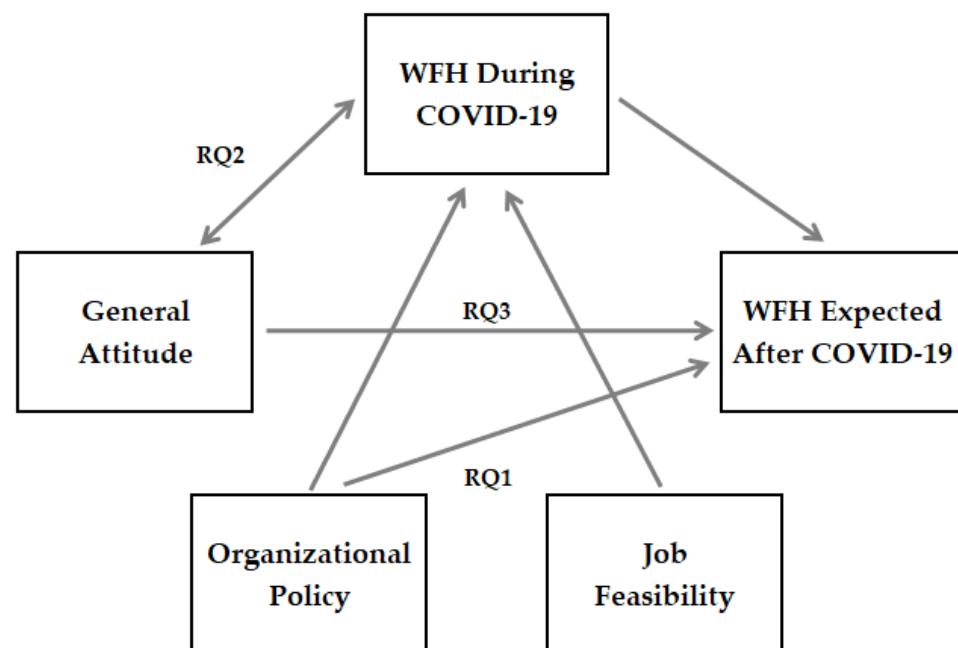 WFH During
COVID-19
RQ2
General
Attitude
RQ3
WFH Expected
After COVID-19
RQ1
Organizational
Policy
Job
Feasibility